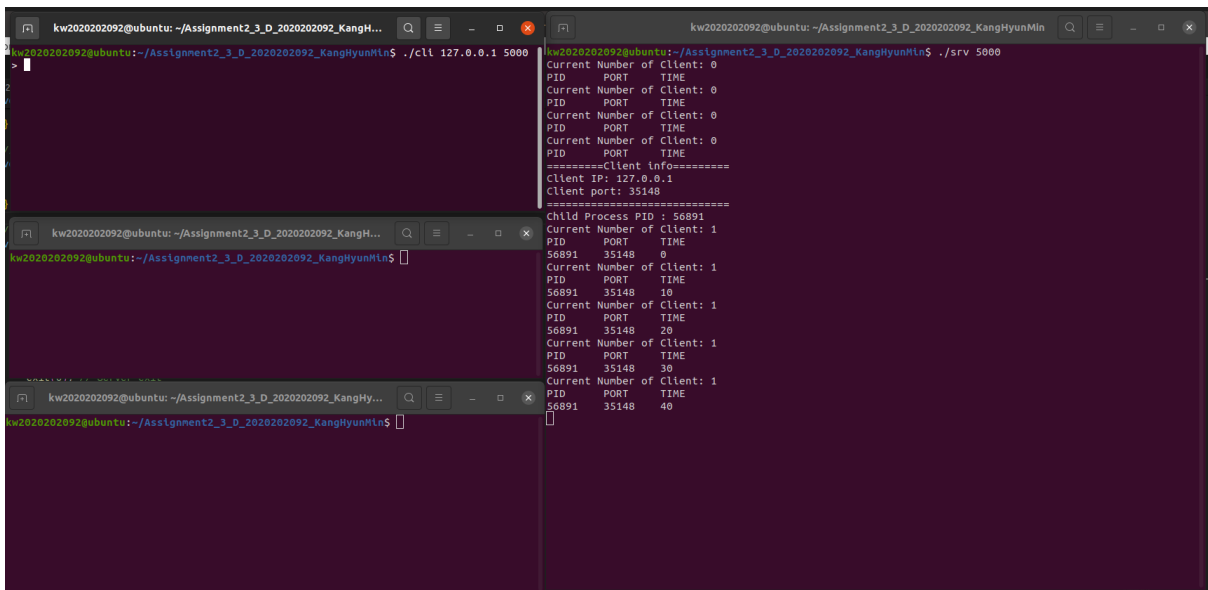 kw2020202092@ubuntu: ~/Assignment2_3_D_2020202092_KangH...
kw2020202092@ubuntu:~/Assignment2_3_D_2020202092_KangHyunMin$ ./cli 127.0.0.1 5000
>
kw2020202092@ubuntu: ~/Assignment2_3_D_2020202092_KangH...
kw2020202092@ubuntu:~/Assignment2_3_D_2020202092_KangHyunMin$
kw2020202092@ubuntu: ~/Assignment2_3_D_2020202092_KangHy...
kw2020202092@ubuntu:~/Assignment2_3_D_2020202092_KangHyunMin$
kw2020202092@ubuntu: ~/Assignment2_3_D_2020202092_KangHyunMin
kw2020202092@ubuntu:~/Assignment2_3_D_2020202092_KangHyunMin$ ./srv 5000
Current Number of Client: 0
PID PORT TIME
Current Number of Client: 0
PID PORT TIME
Current Number of Client: 0
PID PORT TIME
Current Number of Client: 0
PID PORT TIME
=========Client info=========
Client IP: 127.0.0.1
Client port: 35148
=============================
Child Process PID : 56891
Current Number of Client: 1
PID PORT TIME
56891 35148 0
Current Number of Client: 1
PID PORT TIME
56891 35148 10
Current Number of Client: 1
PID PORT TIME
56891 35148 20
Current Number of Client: 1
PID PORT TIME
56891 35148 30
Current Number of Client: 1
PID PORT TIME
56891 35148 40